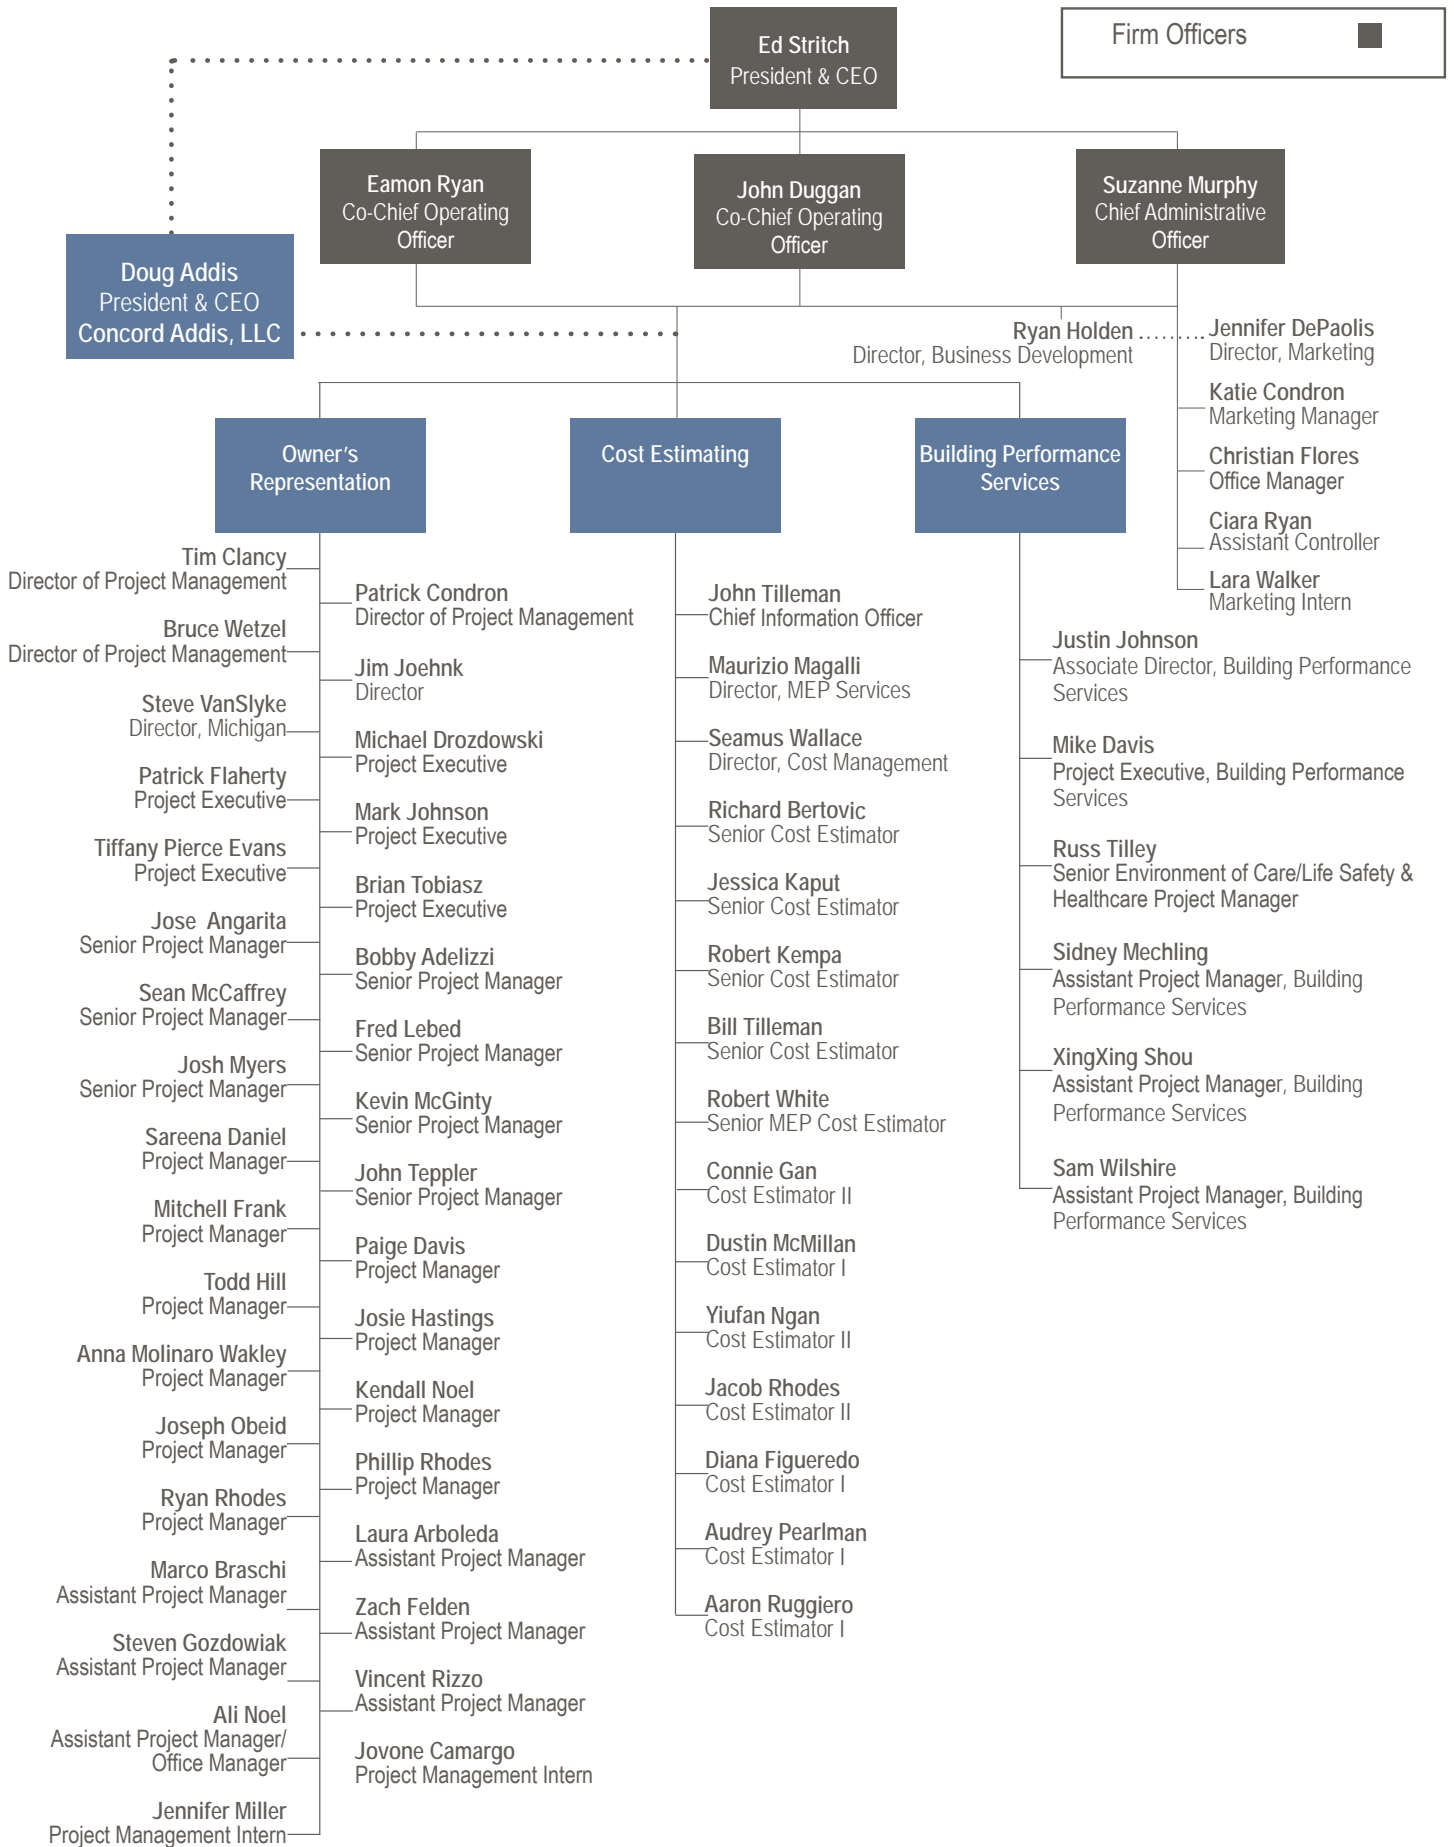 Ed Stritch
President & CEO
Firm Officers
Eamon Ryan
Co-Chief Operating
Officer
John Duggan
Co-Chief Operating
Officer
Suzanne Murphy
Chief Administrative
Officer
Doug Addis
President & CEO
Concord Addis, LLC
Ryan Holden
Director, Business Development
Jennifer DePaolis
Director, Marketing
Katie Condron
Marketing Manager
Christian Flores
Office Manager
Ciara Ryan
Assistant Controller
Lara Walker
Marketing Intern
Owner's
Representation
Tim Clancy
Director of Project Management
Bruce Wetzel
Director of Project Management
Steve VanSlyke
Director, Michigan
Patrick Flaherty
Project Executive
Tiffany Pierce Evans
Project Executive
Jose Angarita
Senior Project Manager
Sean McCaffrey
Senior Project Manager
Josh Myers
Senior Project Manager
Sareena Daniel
Project Manager
Mitchell Frank
Project Manager
Todd Hill
Project Manager
Anna Molinaro Wakley
Project Manager
Joseph Obeid
Project Manager
Ryan Rhodes
Project Manager
Marco Braschi
Assistant Project Manager
Steven Gozdowiak
Assistant Project Manager
Ali Noel
Assistant Project Manager/
Office Manager
Jennifer Miller
Project Management Intern
Patrick Condron
Director of Project Management
Jim Joehnk
Director
Michael Drozdowski
Project Executive
Mark Johnson
Project Executive
Brian Tobiasz
Project Executive
Bobby Adelizzi
Senior Project Manager
Fred Lebed
Senior Project Manager
Kevin McGinty
Senior Project Manager
John Teppler
Senior Project Manager
Paige Davis
Project Manager
Josie Hastings
Project Manager
Kendall Noel
Project Manager
Phillip Rhodes
Project Manager
Laura Arboleda
Assistant Project Manager
Zach Felden
Assistant Project Manager
Vincent Rizzo
Assistant Project Manager
Jovone Camargo
Project Management Intern
Cost Estimating
John Tilleman
Chief Information Officer
Maurizio Magalli
Director, MEP Services
Seamus Wallace
Director, Cost Management
Richard Bertovic
Senior Cost Estimator
Jessica Kaput
Senior Cost Estimator
Robert Kempa
Senior Cost Estimator
Bill Tilleman
Senior Cost Estimator
Robert White
Senior MEP Cost Estimator
Connie Gan
Cost Estimator II
Dustin McMillan
Cost Estimator I
Yiufan Ngan
Cost Estimator II
Jacob Rhodes
Cost Estimator II
Diana Figueredo
Cost Estimator I
Audrey Pearlman
Cost Estimator I
Aaron Ruggiero
Cost Estimator I
Building Performance
Services
Justin Johnson
Associate Director, Building Performance
Services
Mike Davis
Project Executive, Building Performance
Services
Russ Tilley
Senior Environment of Care/Life Safety &
Healthcare Project Manager
Sidney Mechling
Assistant Project Manager, Building
Performance Services
XingXing Shou
Assistant Project Manager, Building
Performance Services
Sam Wilshire
Assistant Project Manager, Building
Performance Services